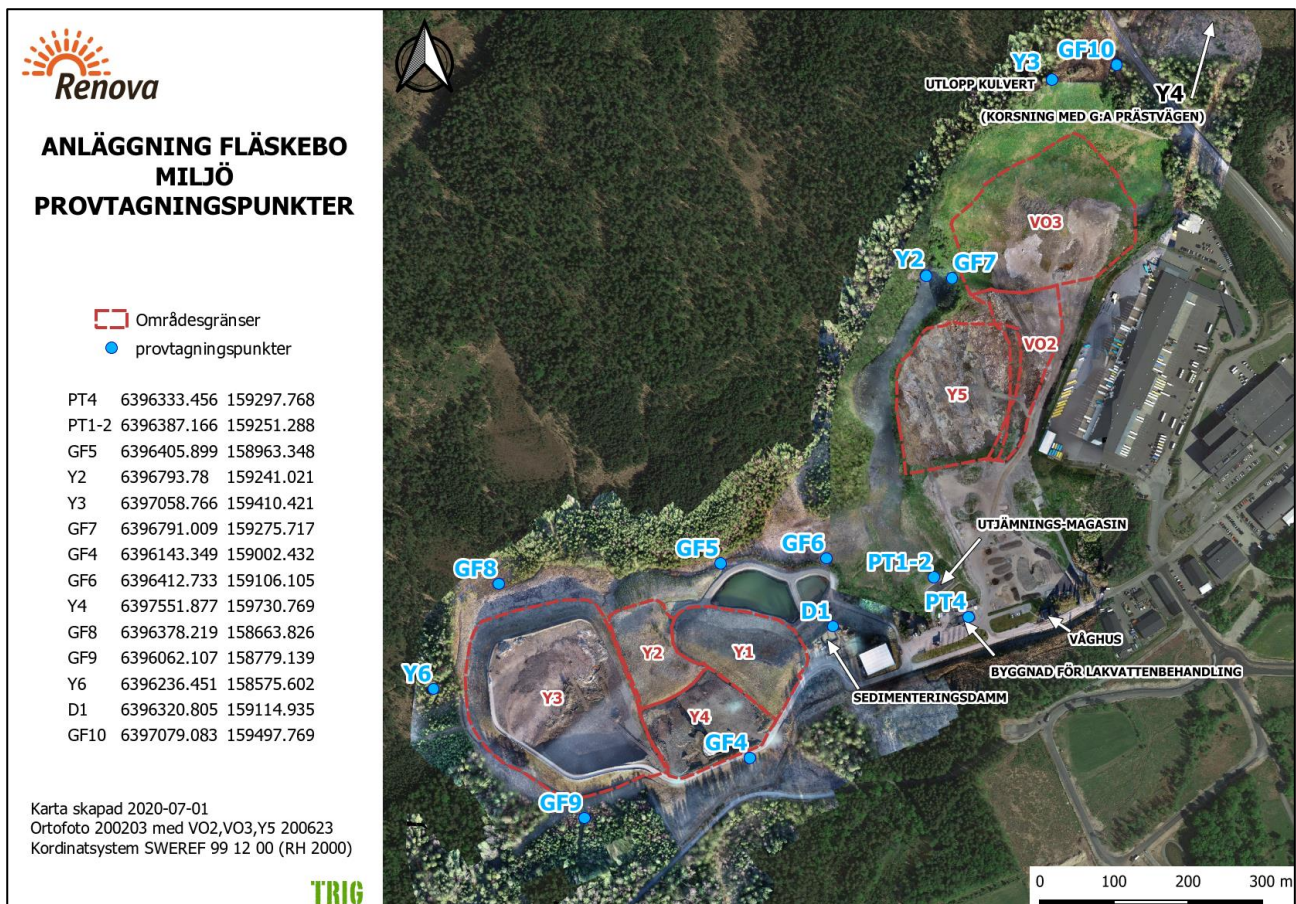 Renova
ANLÄGGNING FLÄSKEBO
MILJÖ
PROVTAGNINGSPUNKTER
Områdesgränser
provtagningspunkter
PT4 6396333.456 159297.768
PT1-2 6396387.166 159251.288
GF5 6396405.899 158963.348
Y2 6396793.78 159241.021
Y3 6397058.766 159410.421
GF7 6396791.009 159275.717
GF4 6396143.349 159002.432
GF6 6396412.733 159106.105
Y4 6397551.877 159730.769
GF8 6396378.219 158663.826
GF9 6396062.107 158779.139
Y6 6396236.451 158575.602
D1 6396320.805 159114.935
GF10 6397079.083 159497.769
Karta skapad 2020-07-01
Ortofoto 200203 med VO2,VO3,Y5 200623
Kordinatsystem SWEREF 99 12 00 (RH 2000)
TRIG
GF10
Y3
UTLOPP KULVERT
Y4
(KORSNING MED G:A PRÄSTVÄGEN)
VO3
Y2
GF7
VO2
Y5
UTJÄMNINGS-MAGASIN
GF6
GF5
PT1-2
GF8
PT4
D1
VÅGHUS
Y2
Y1
BYGGNAD FÖR LAKVATTENBEHANDLING
Y6
Y3
SEDIMENTERINGSDAMM
Y4
GF4
GF9
0 100 200 300 m